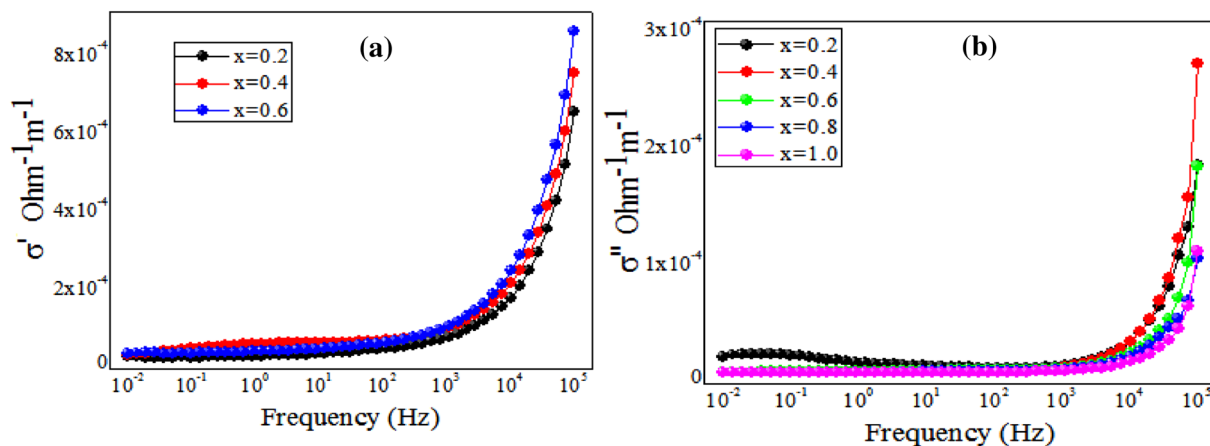 (a)
x=0.2
x=0.4
x=0.6
8x10⁻⁴
6x10⁻⁴
4x10⁻⁴
2x10⁻⁴
0
σ' Ohm⁻¹m⁻¹
10⁻² 10⁻¹ 10⁰ 10¹ 10² 10³ 10⁴ 10⁵
Frequency (Hz)
(b)
x=0.2
x=0.4
x=0.6
x=0.8
x=1.0
3x10⁻⁴
2x10⁻⁴
1x10⁻⁴
0
σ" Ohm⁻¹m⁻¹
10⁻² 10⁻¹ 10⁰ 10¹ 10² 10³ 10⁴ 10⁵
Frequency (Hz)